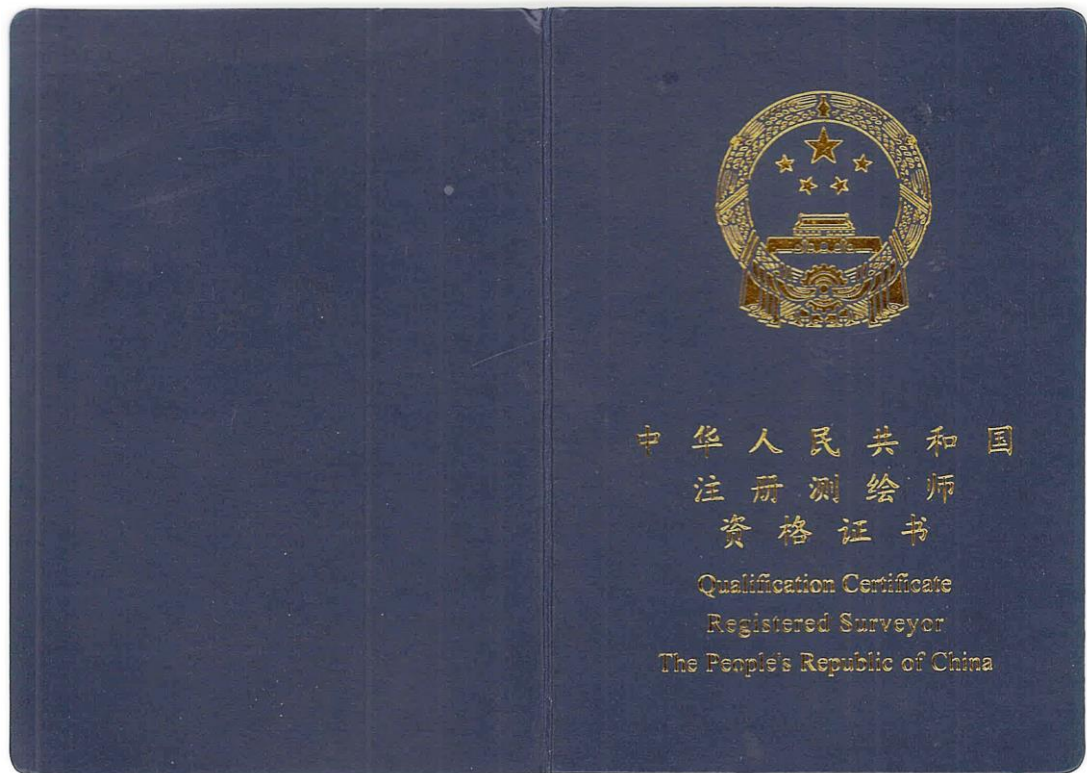 中华人民共和国
注册测绘师
资格证书
Qualification Certificate
Registered Surveyor
The People's Republic of China